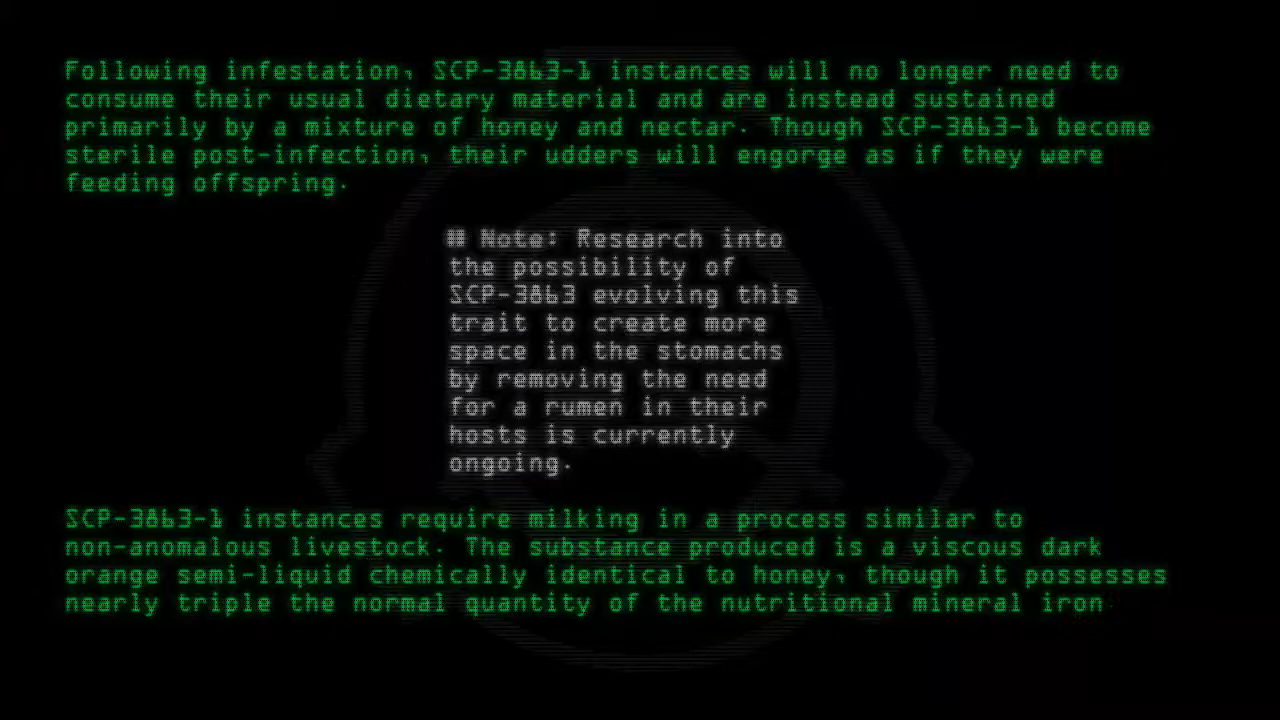 Following infestation, SCP-3863-1 instances will no longer need to
consume their usual dietary material and are instead sustained
primarily by a mixture of honey and nectar. Though SCP-3863-1 become
sterile post-infection, their udders will engorge as if they were
feeding offspring.
■ Note: Research into
the possibility of
SCP-3863 evolving this
trait to create more
space in the stomachs
by removing the need
for a rumen in their
hosts is currently
ongoing.
SCP-3863-1 instances require milking in a process similar to
non-anomalous livestock. The substance produced is a viscous dark
orange semi-liquid chemically identical to honey, though it possesses
nearly triple the normal quantity of the nutritional mineral iron